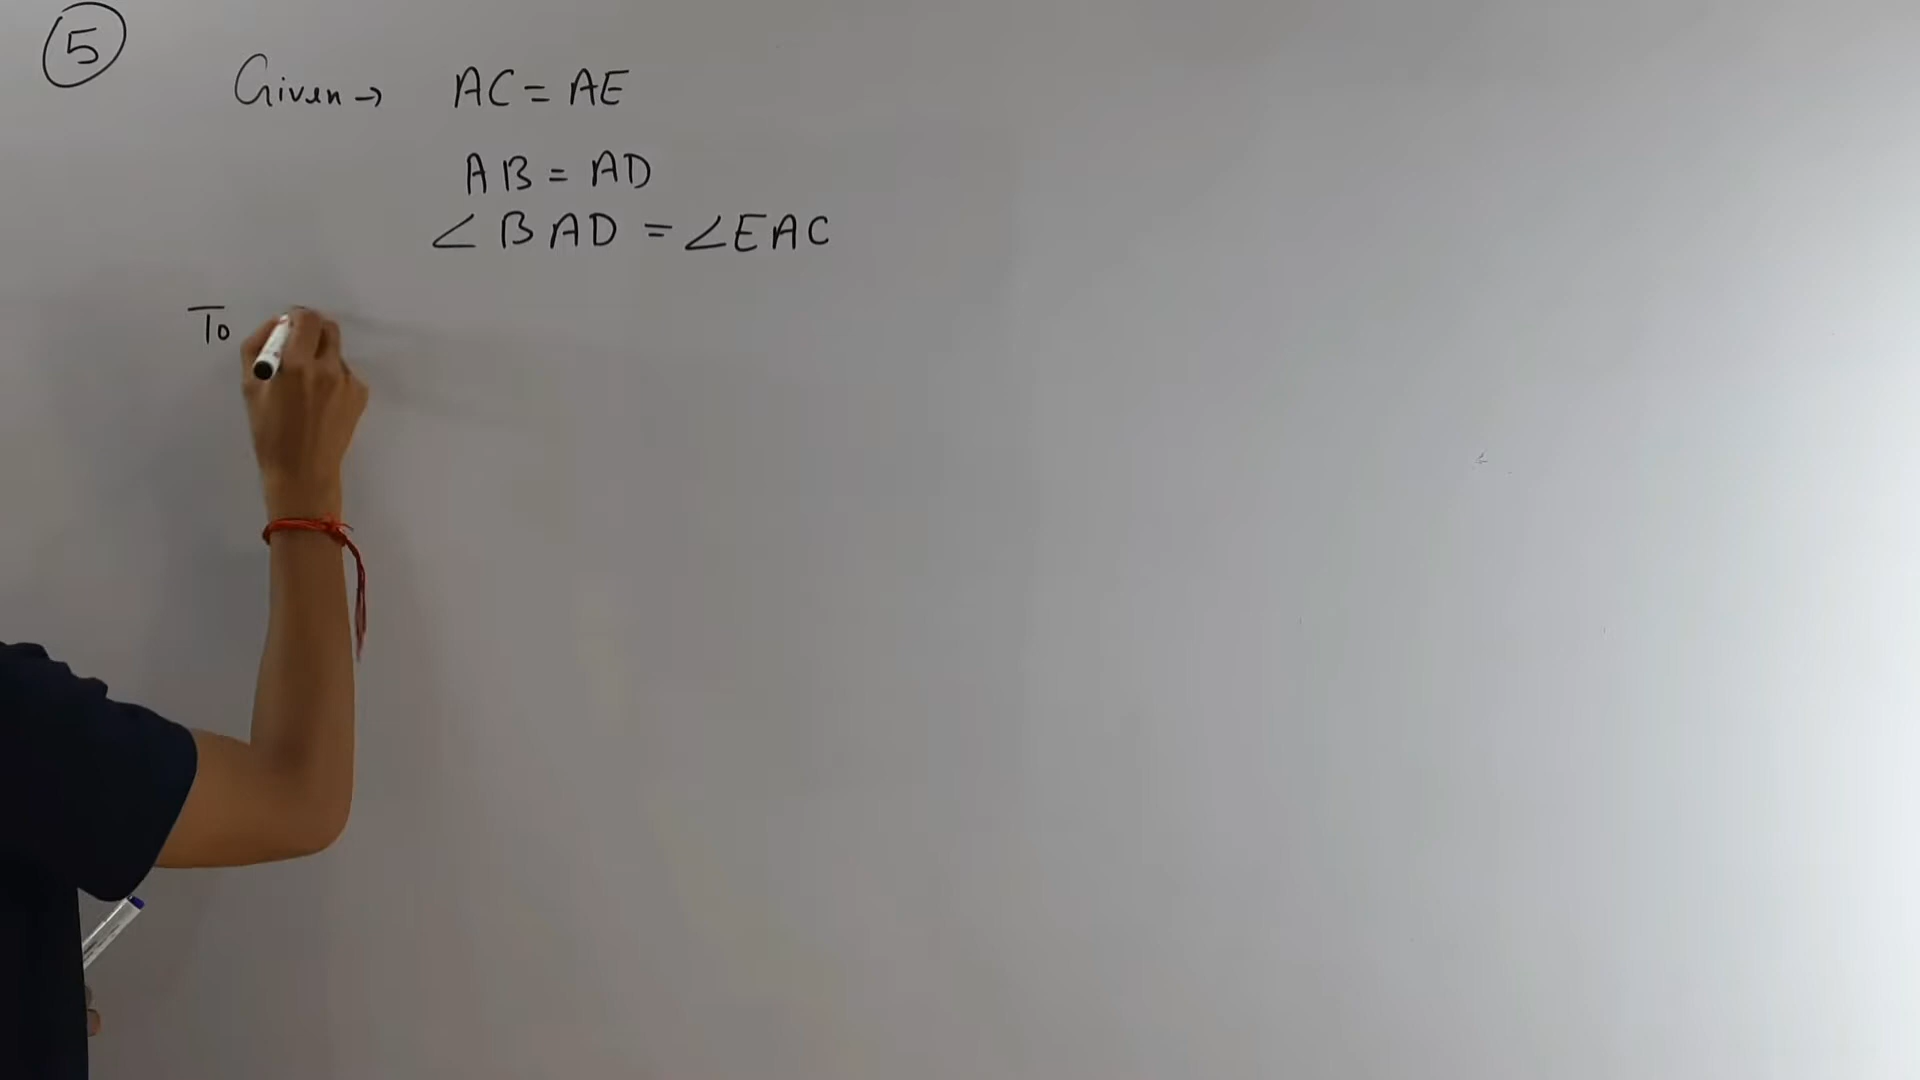 5
Given → AC = AE
AB = AD
∠BAD = ∠EAC
To